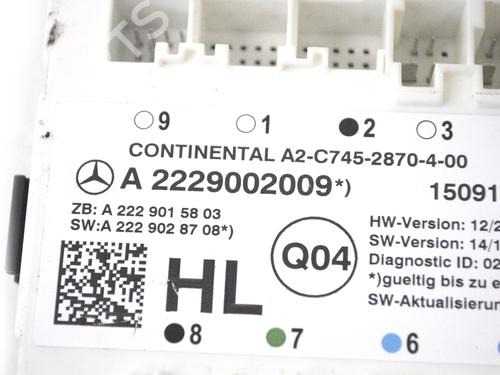 9 1 2 3
CONTINENTAL A2-C745-2870-4-00
A 2229002009*) 15091
ZB: A 222 901 58 03
SW:A 222 902 87 08*)
HW-Version: 12/2
SW-Version: 14/1
Diagnostic ID: 02
*)gueltig bis zu e
SW-Aktualisierun
Q04
HL
8 7 6